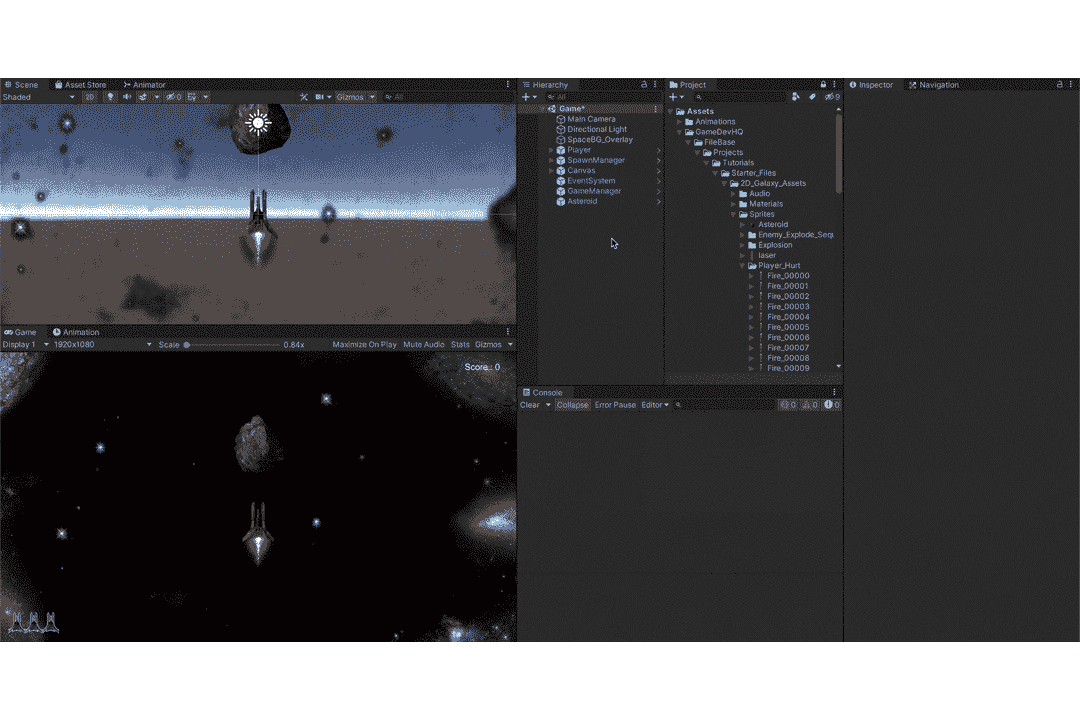 Scene Asset Store Animator
Shaded 2D 0 Gizmos All
Game Animation
Display 1 1920x1080 Scale 0.84x Maximize On Play Mute Audio Stats Gizmos
Score : 0
Hierarchy
All
Game*
Main Camera
Directional Light
SpaceBG_Overlay
Player
SpawnManager
Canvas
EventSystem
GameManager
Asteroid
Project
9
Assets
Animations
GameDevHQ
FileBase
Projects
Tutorials
Starter_Files
2D_Galaxy_Assets
Audio
Materials
Sprites
Asteroid
Enemy_Explode_Sequ
Explosion
laser
Player_Hurt
Fire_00000
Fire_00001
Fire_00002
Fire_00003
Fire_00004
Fire_00005
Fire_00006
Fire_00007
Fire_00008
Fire_00009
Console
Clear Collapse Error Pause Editor 0 0 0
Inspector Navigation